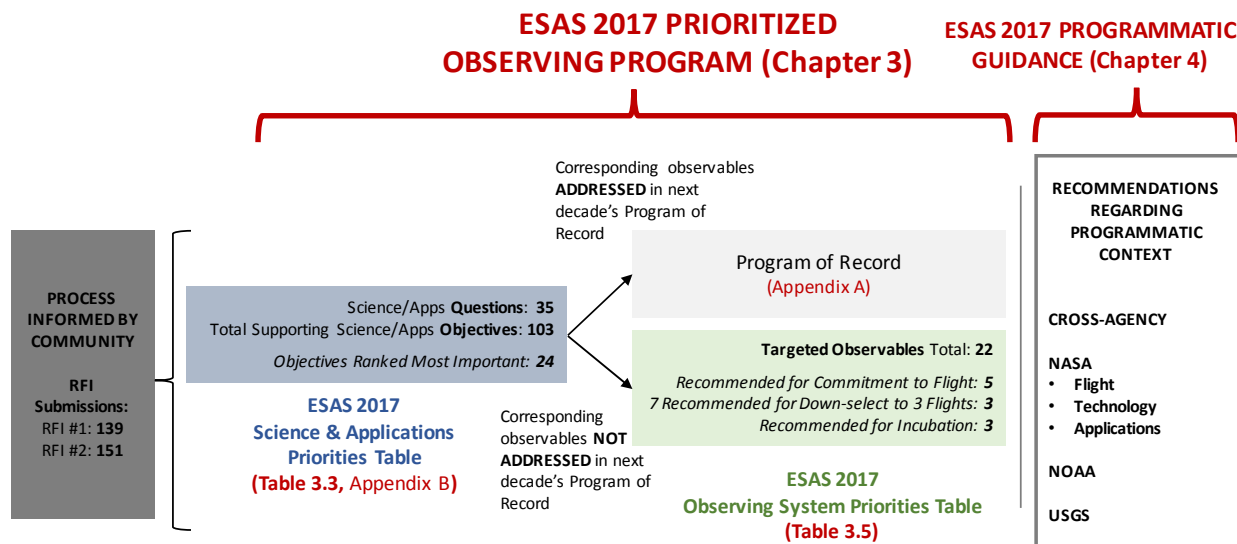 ESAS 2017 PRIORITIZED
OBSERVING PROGRAM (Chapter 3)
ESAS 2017 PROGRAMMATIC
GUIDANCE (Chapter 4)
PROCESS
INFORMED BY
COMMUNITY
RFI
Submissions:
RFI #1: 139
RFI #2: 151
Science/Apps Questions: 35
Total Supporting Science/Apps Objectives: 103
Objectives Ranked Most Important: 24
ESAS 2017
Science & Applications
Priorities Table
(Table 3.3, Appendix B)
Corresponding observables
ADDRESSED in next
decade's Program of
Record
Corresponding
observables NOT
ADDRESSED in next
decade's Program of
Record
Program of Record
(Appendix A)
Targeted Observables Total: 22
Recommended for Commitment to Flight: 5
7 Recommended for Down-select to 3 Flights: 3
Recommended for Incubation: 3
ESAS 2017
Observing System Priorities Table
(Table 3.5)
RECOMMENDATIONS
REGARDING
PROGRAMMATIC
CONTEXT
CROSS-AGENCY
NASA
• Flight
• Technology
• Applications
NOAA
USGS